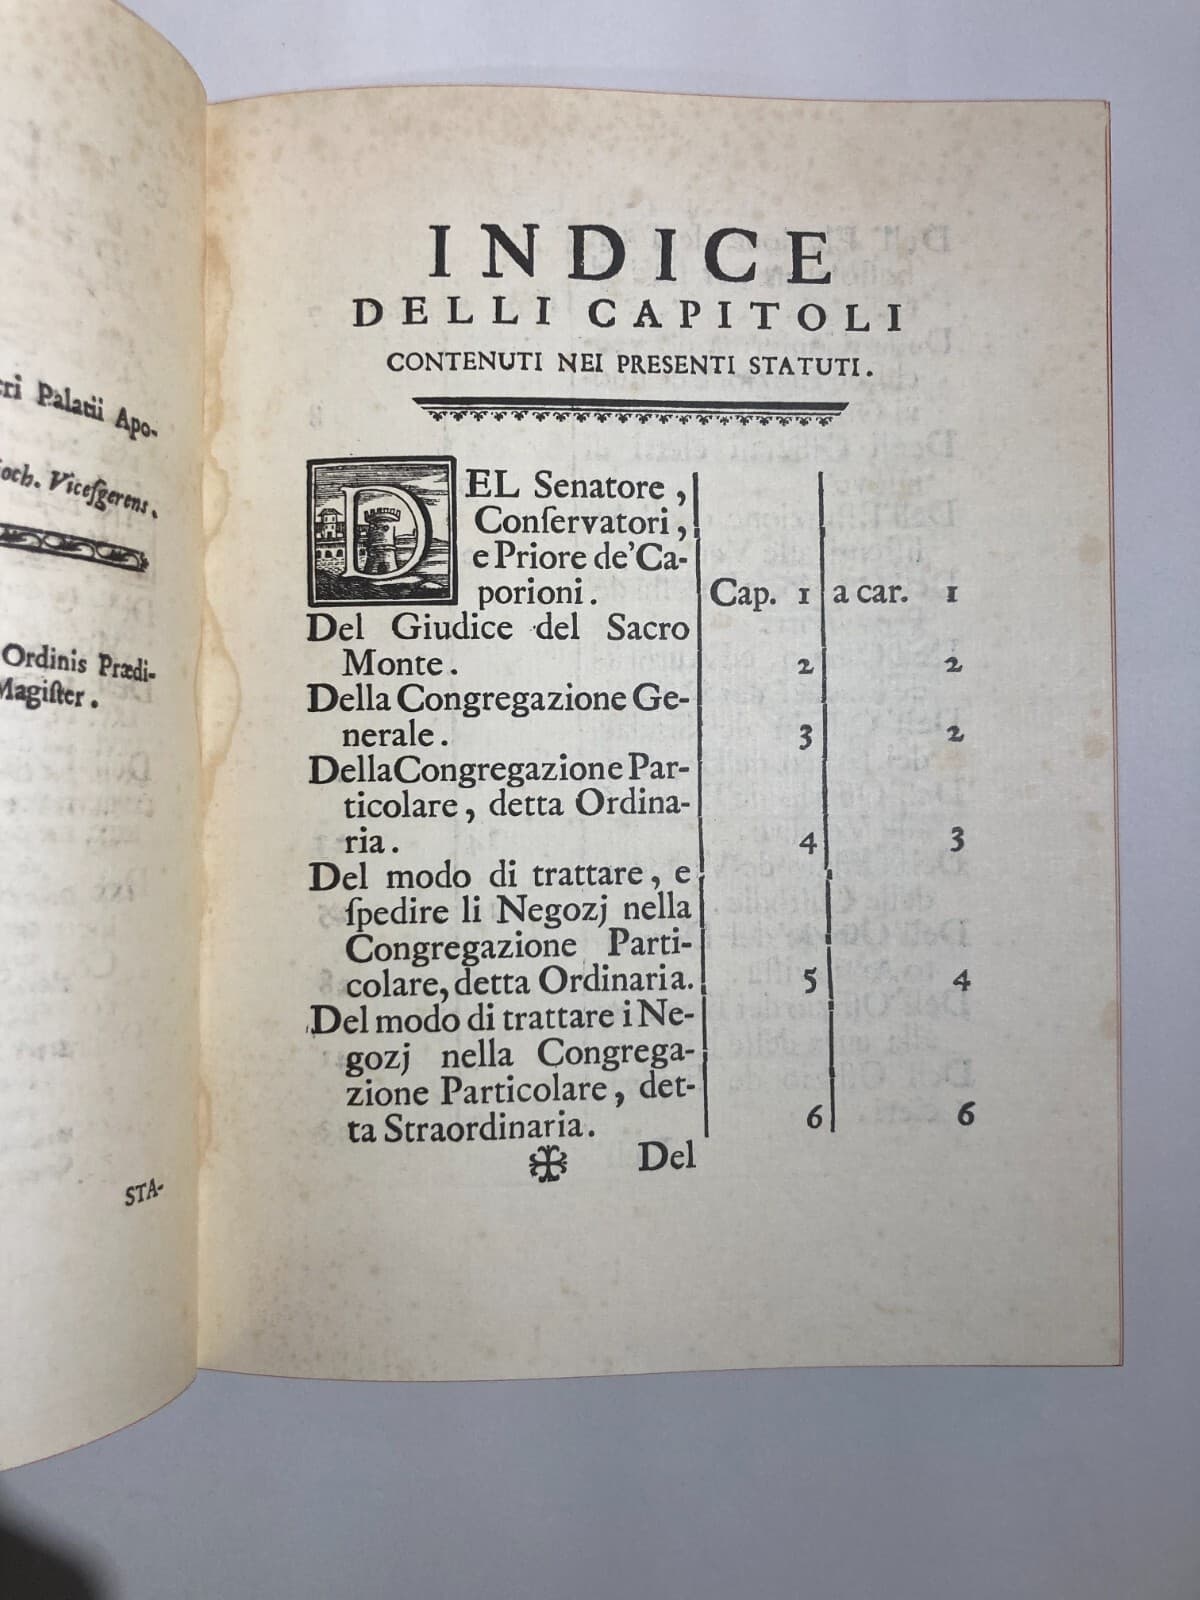 cri Palatii Apo-
och. Viceſgerens.
Ordinis Prædi-
Magiſter.
STA-
INDICE
DELLI CAPITOLI
CONTENUTI NEI PRESENTI STATUTI.
DEL Senatore,
Conſervatori,
e Priore de'Ca-
porioni. Cap. 1 a car. 1
Del Giudice del Sacro
Monte. 2 2
Della Congregazione Ge-
nerale. 3 2
Della Congregazione Par-
ticolare, detta Ordina-
ria. 4 3
Del modo di trattare, e
ſpedire li Negozj nella
Congregazione Parti-
colare, detta Ordinaria. 5 4
Del modo di trattare i Ne-
gozj nella Congrega-
zione Particolare, det-
ta Straordinaria. 6 6
Del